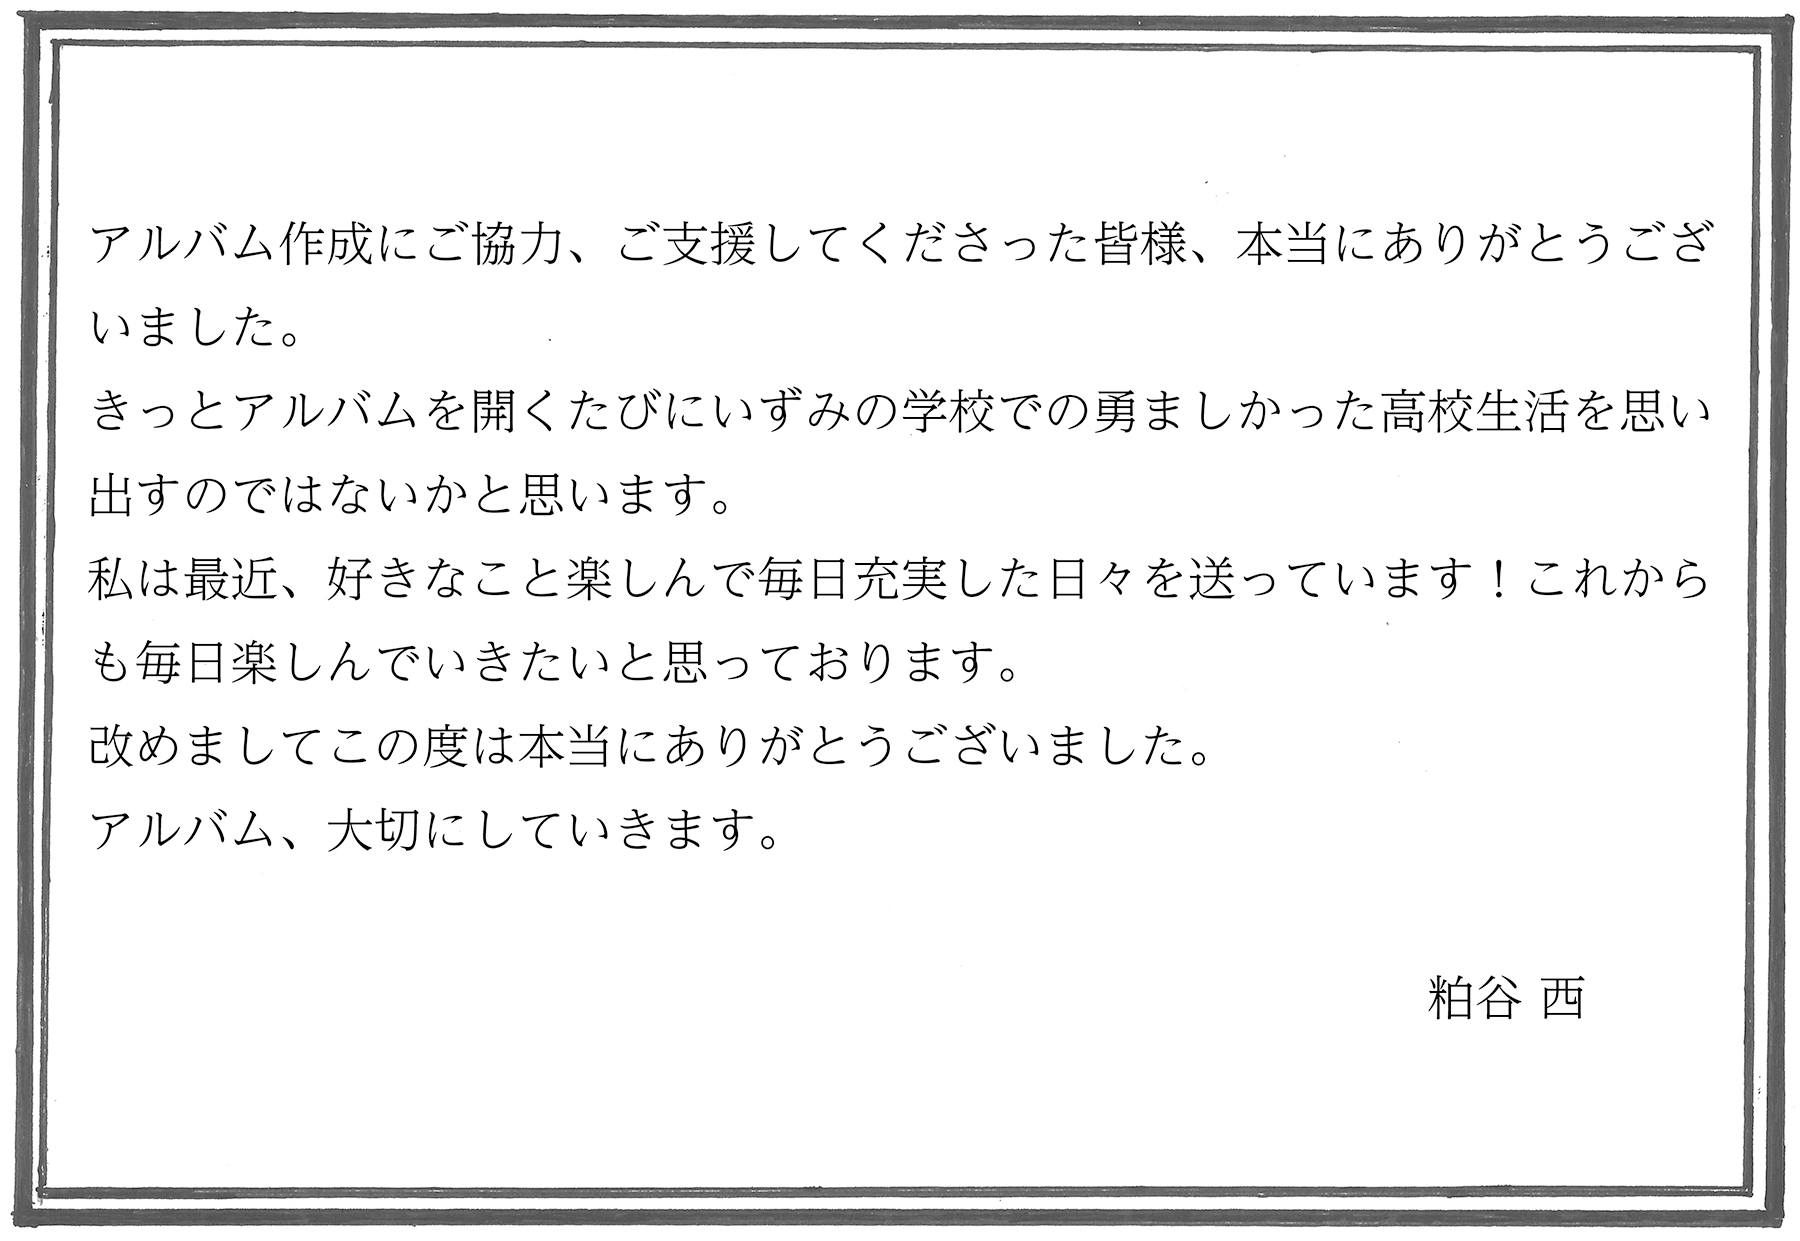 アルバム作成にご協力、ご支援してくださった皆様、本当にありがとうござ
いました。
きっとアルバムを開くたびにいずみの学校での勇ましかった高校生活を思い
出すのではないかと思います。
私は最近、好きなこと楽しんで毎日充実した日々を送っています！これから
も毎日楽しんでいきたいと思っております。
改めましてこの度は本当にありがとうございました。
アルバム、大切にしていきます。
粕谷 西